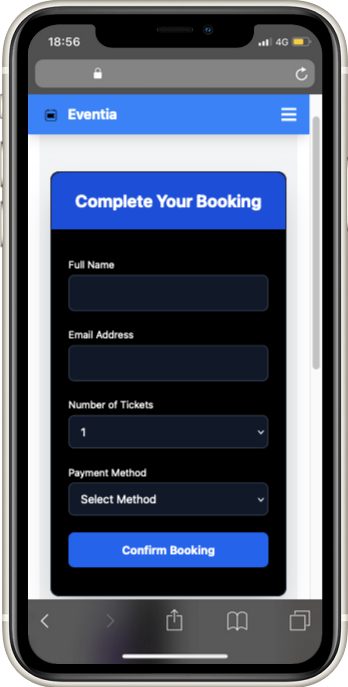 18:56
4G
Eventia
Complete Your Booking
Full Name
Email Address
Number of Tickets
1
Payment Method
Select Method
Confirm Booking